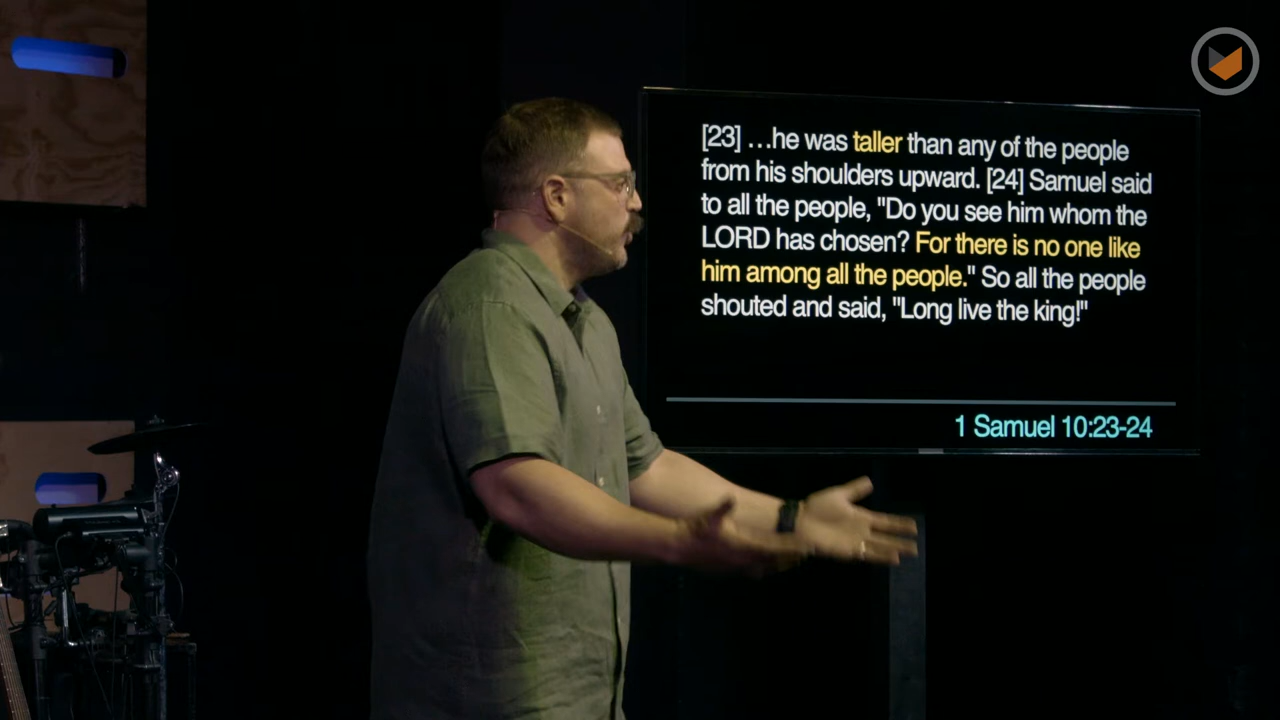 [23] …he was taller than any of the people
from his shoulders upward. [24] Samuel said
to all the people, "Do you see him whom the
LORD has chosen? For there is no one like
him among all the people." So all the people
shouted and said, "Long live the king!"
1 Samuel 10:23-24